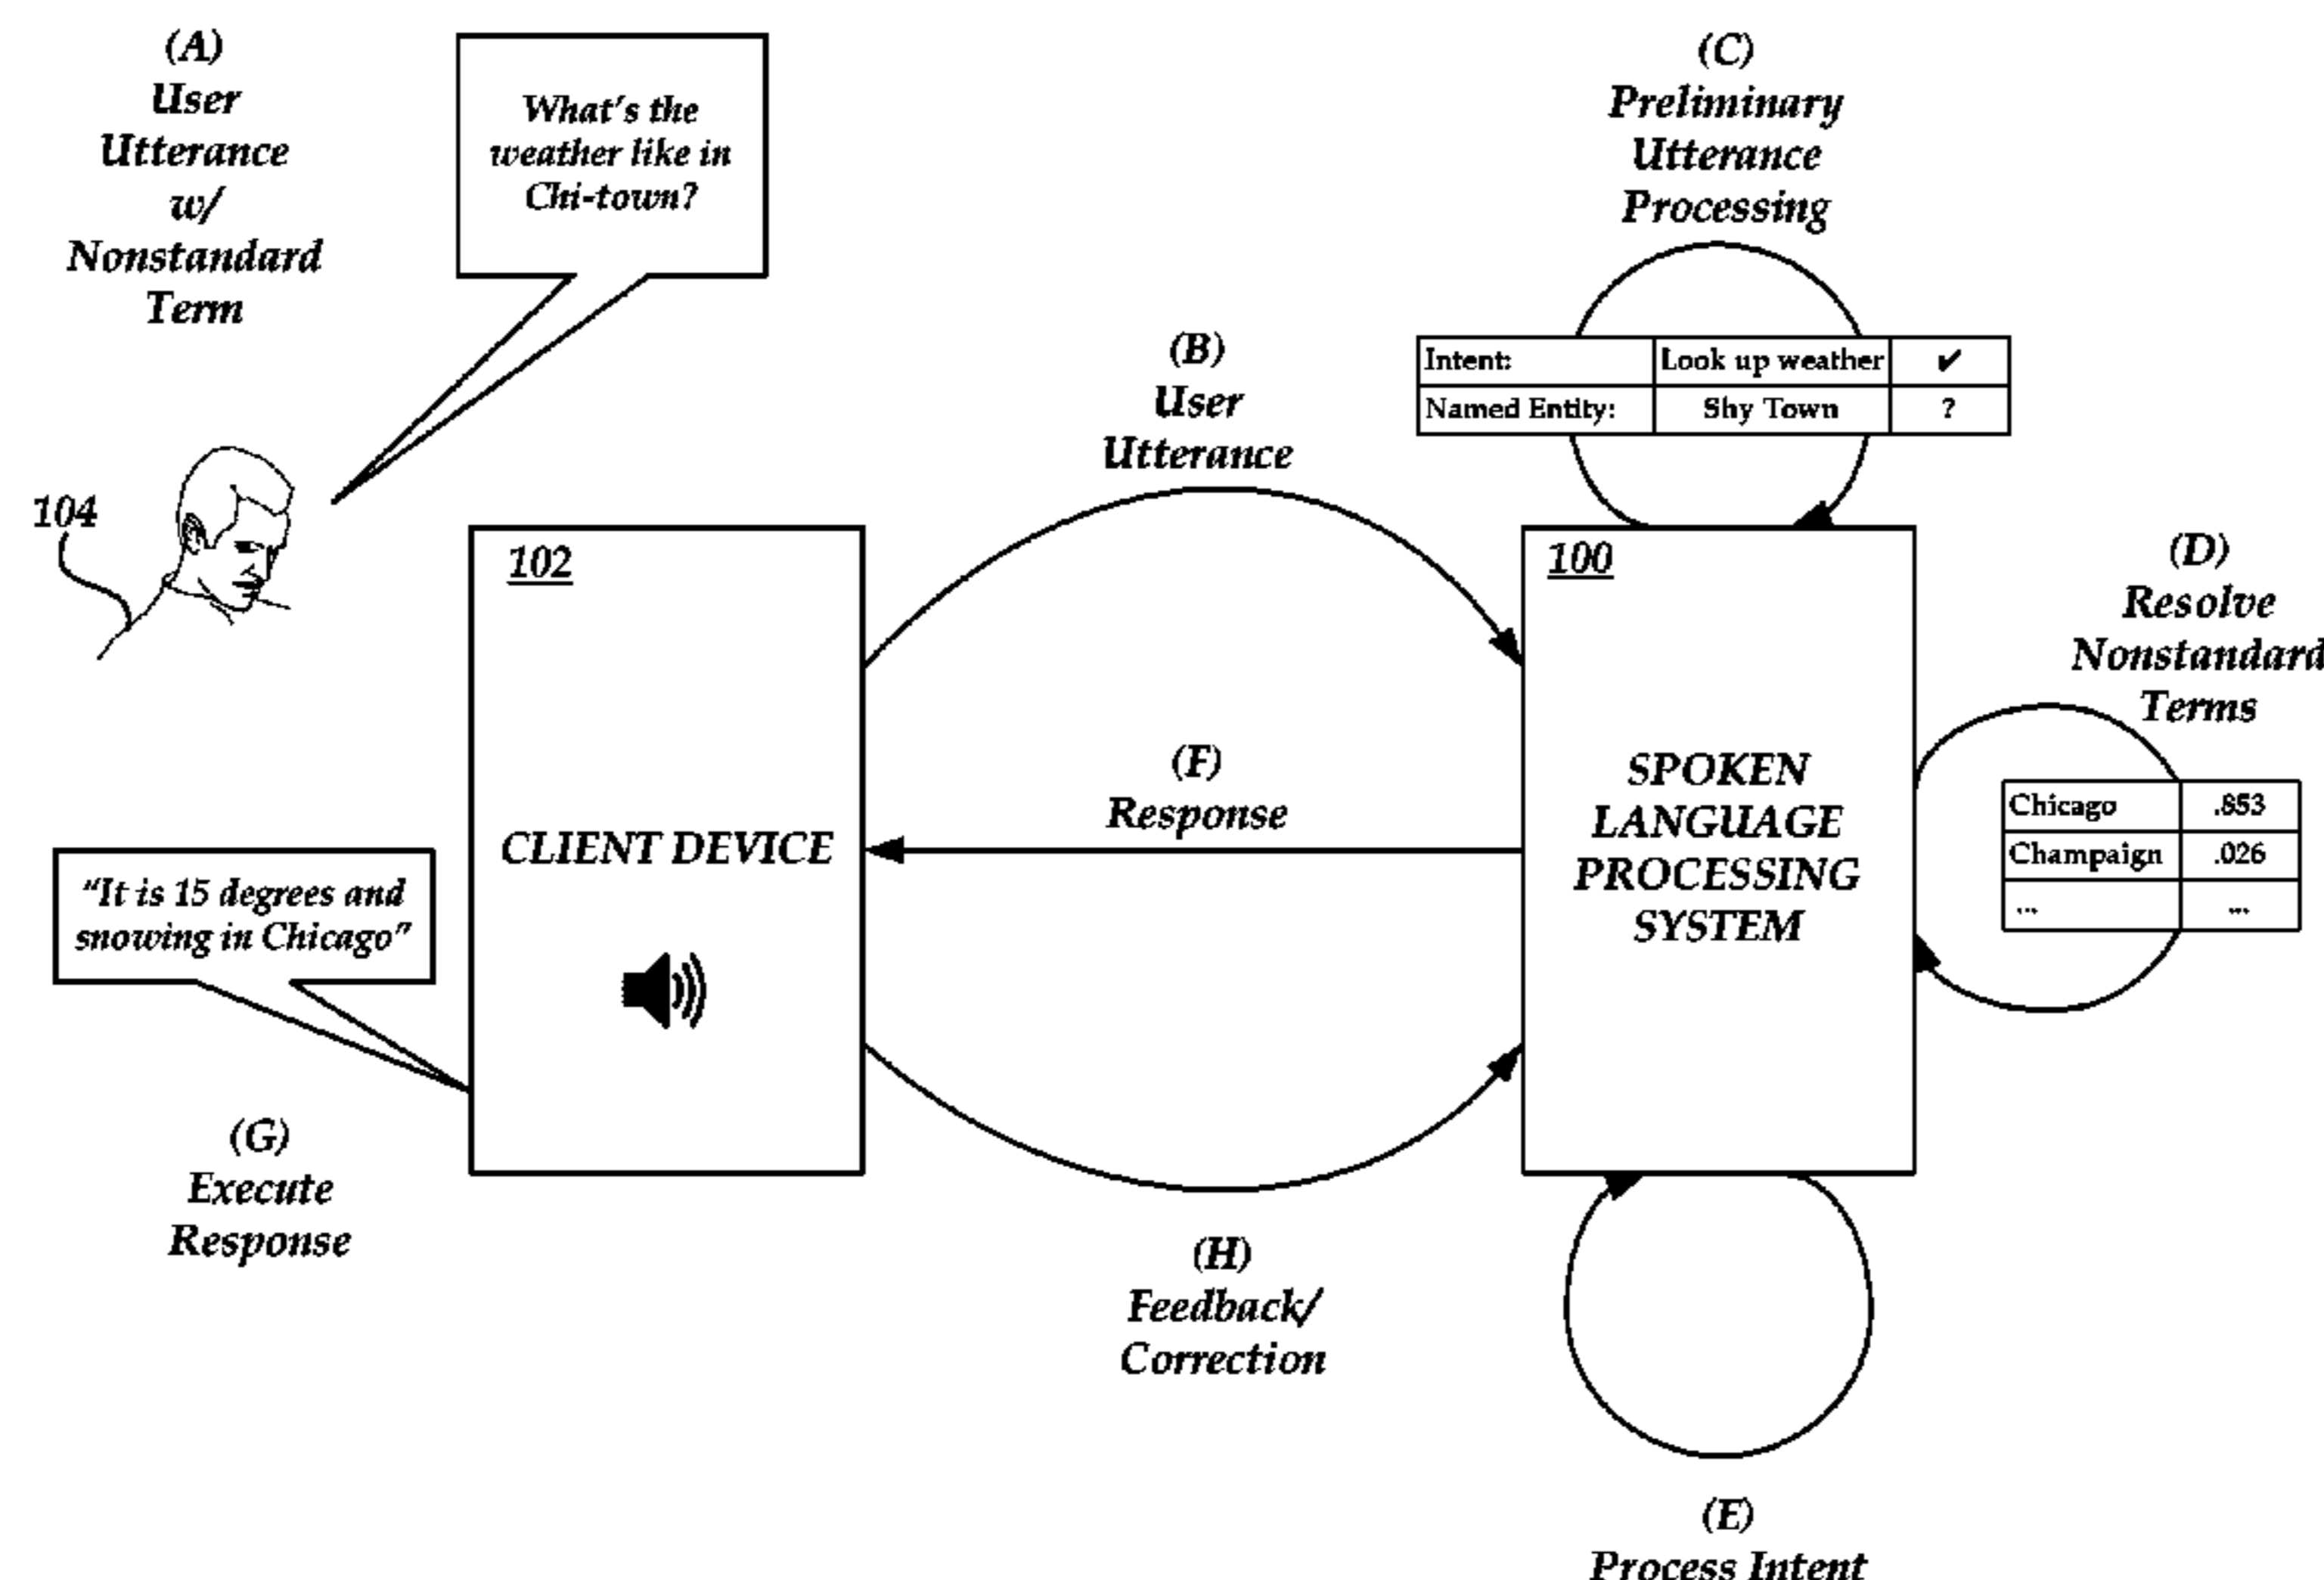 (A)
User
Utterance
w/
Nonstandard
Term
What's the
weather like in
Chi-town?
(C)
Preliminary
Utterance
Processing
Intent: Look up weather ✔
Named Entity: Shy Town ?
(B)
User
Utterance
104
102
CLIENT DEVICE
100
SPOKEN
LANGUAGE
PROCESSING
SYSTEM
(D)
Resolve
Nonstandard
Terms
Chicago .853
Champaign .026
... ...
(F)
Response
"It is 15 degrees and
snowing in Chicago"
(G)
Execute
Response
(H)
Feedback/
Correction
(E)
Process Intent